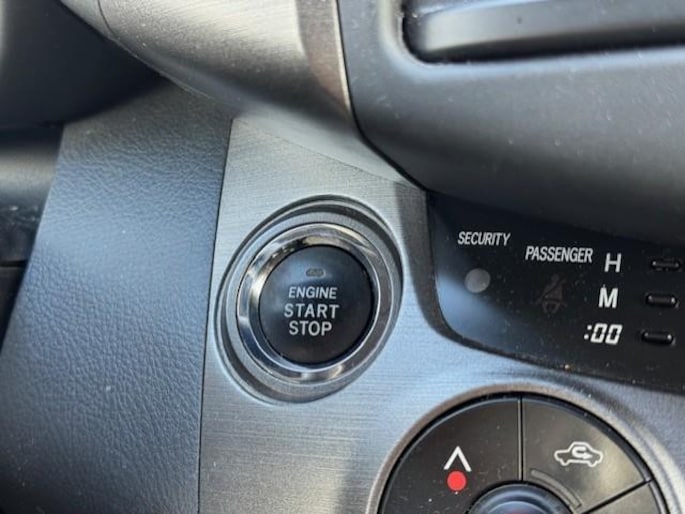 ENGINE
START
STOP
SECURITY
PASSENGER
H
M
:00